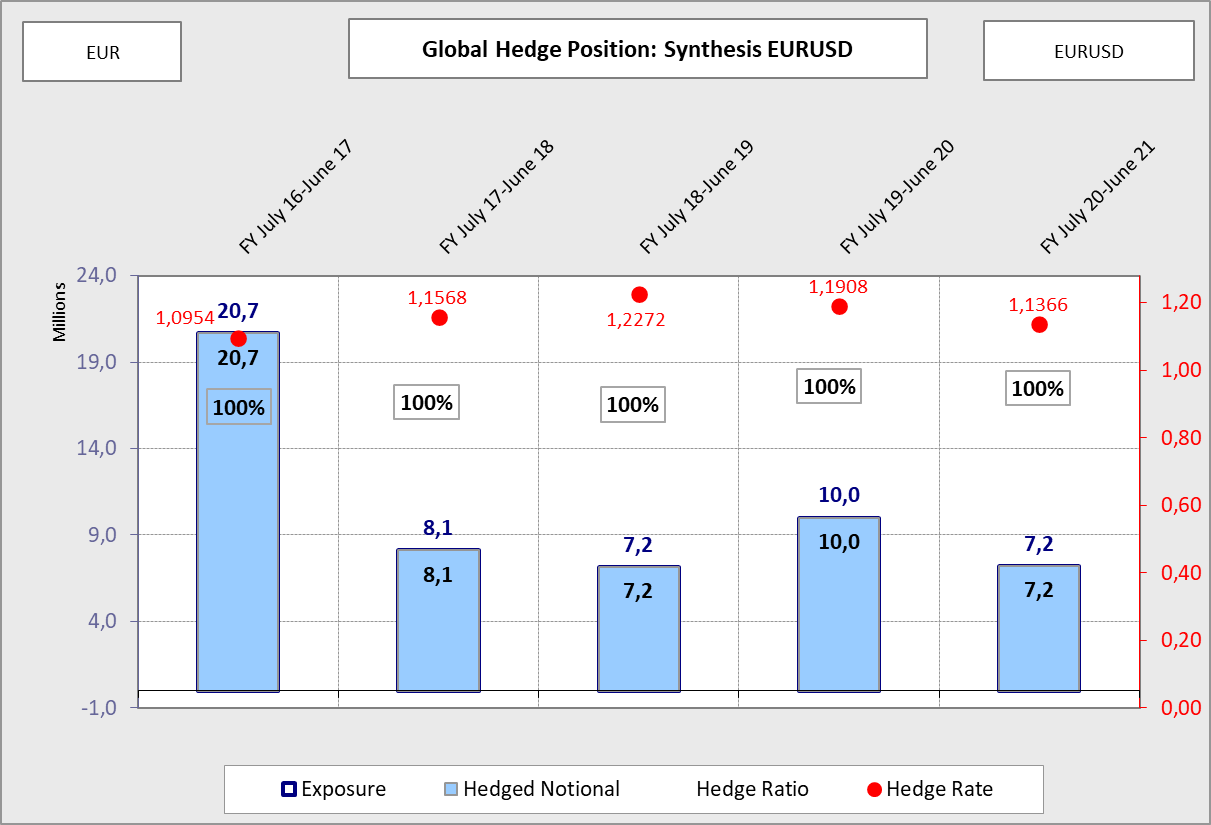 EUR
Global Hedge Position: Synthesis EURUSD
EURUSD
FY July 16-June 17
FY July 17-June 18
FY July 18-June 19
FY July 19-June 20
FY July 20-June 21
Millions
24,0
19,0
14,0
9,0
4,0
-1,0
1,0954
1,1568
1,2272
1,1908
1,1366
20,7
20,7
100%
100%
100%
100%
100%
8,1
8,1
7,2
7,2
10,0
10,0
7,2
7,2
1,20
1,00
0,80
0,60
0,40
0,20
0,00
Exposure
Hedged Notional
Hedge Ratio
Hedge Rate